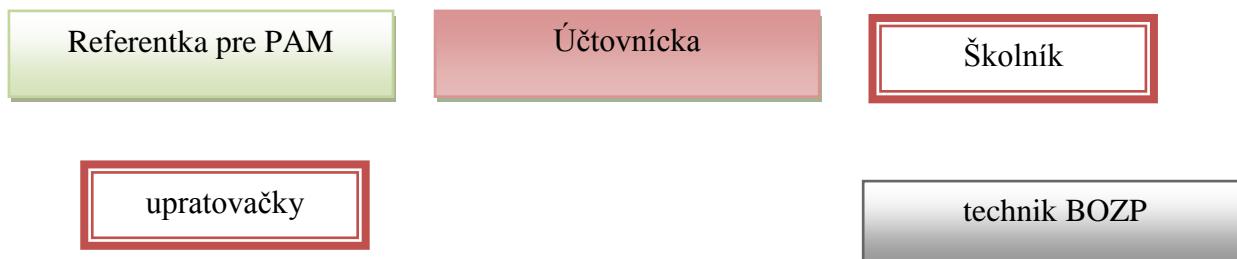 Referentka pre PAM
Účtovnícka
Školník
upratovačky
technik BOZP